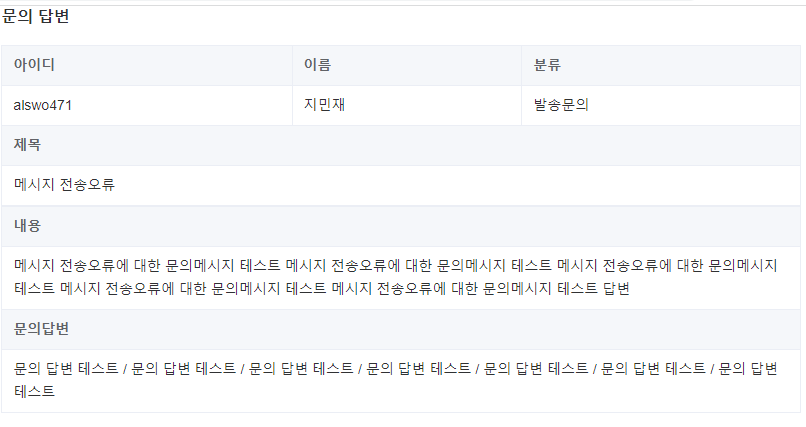 문의 답변
아이디 이름 분류
alswo471 지민재 발송문의
제목
메시지 전송오류
내용
메시지 전송오류에 대한 문의메시지 테스트 메시지 전송오류에 대한 문의메시지 테스트 메시지 전송오류에 대한 문의메시지
테스트 메시지 전송오류에 대한 문의메시지 테스트 메시지 전송오류에 대한 문의메시지 테스트 답변
문의답변
문의 답변 테스트 / 문의 답변 테스트 / 문의 답변 테스트 / 문의 답변 테스트 / 문의 답변 테스트 / 문의 답변 테스트 / 문의 답변
테스트